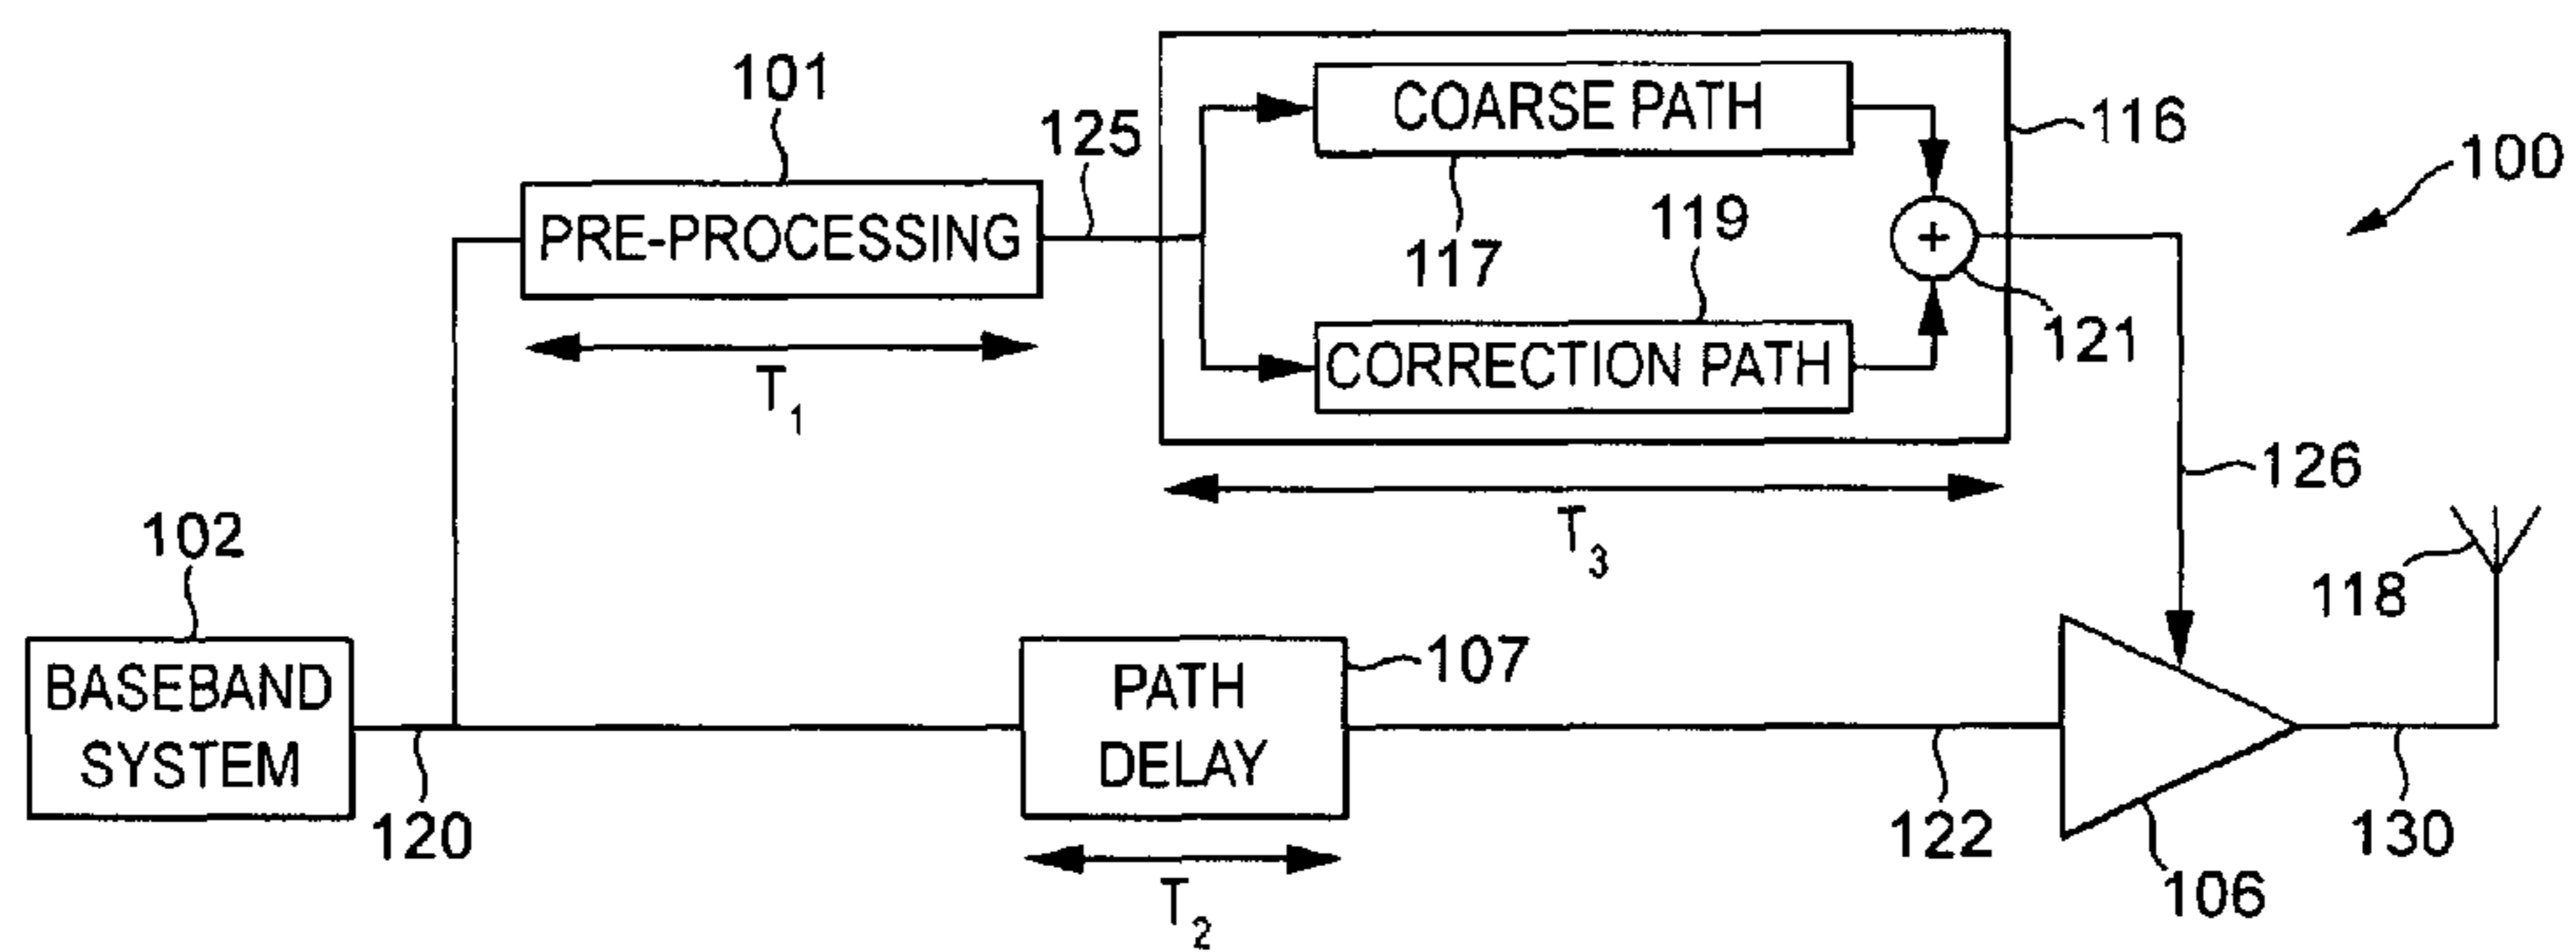 101
125
COARSE PATH
116
100
PRE-PROCESSING
117
119
+
121
CORRECTION PATH
T1
126
T3
102
118
BASEBAND
SYSTEM
PATH
DELAY
107
120
122
130
T2
106